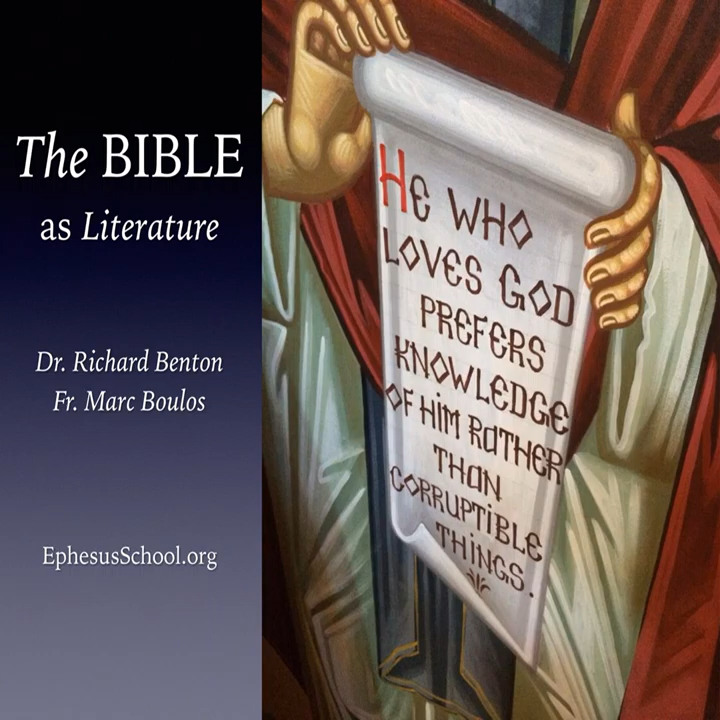 The BIBLE
as Literature
Dr. Richard Benton
Fr. Marc Boulos
EphesusSchool.org
HE WHO
LOVES GOD
PREFERS
KNOWLEDGE
OF HIM RATHER
THAN
CORRUPTIBLE
THINGS.